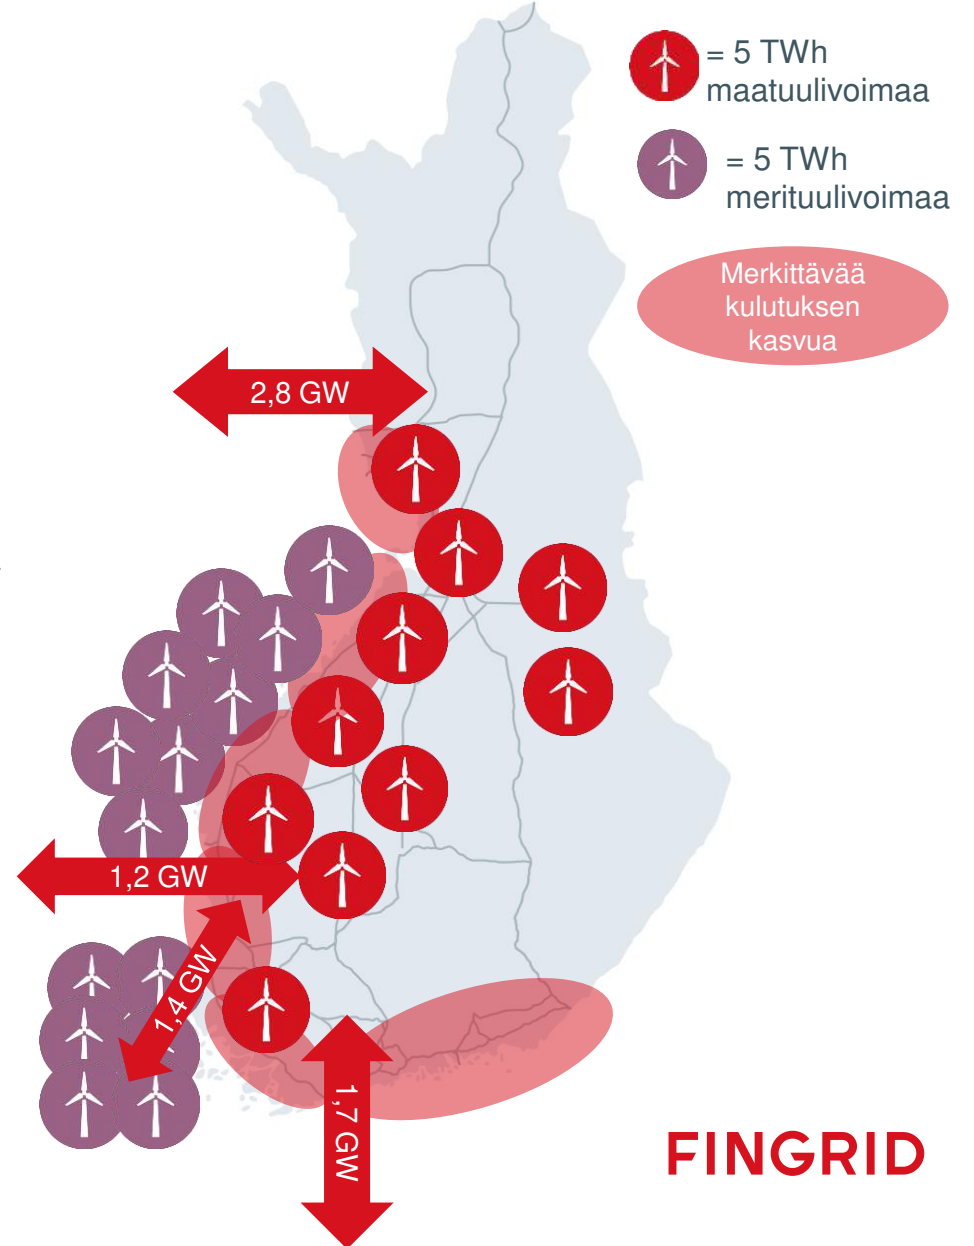 = 5 TWh
maatuulivoimaa
= 5 TWh
merituulivoimaa
Merkittävää
kulutuksen
kasvua
2,8 GW
1,2 GW
1,4 GW
1,7 GW
FINGRID